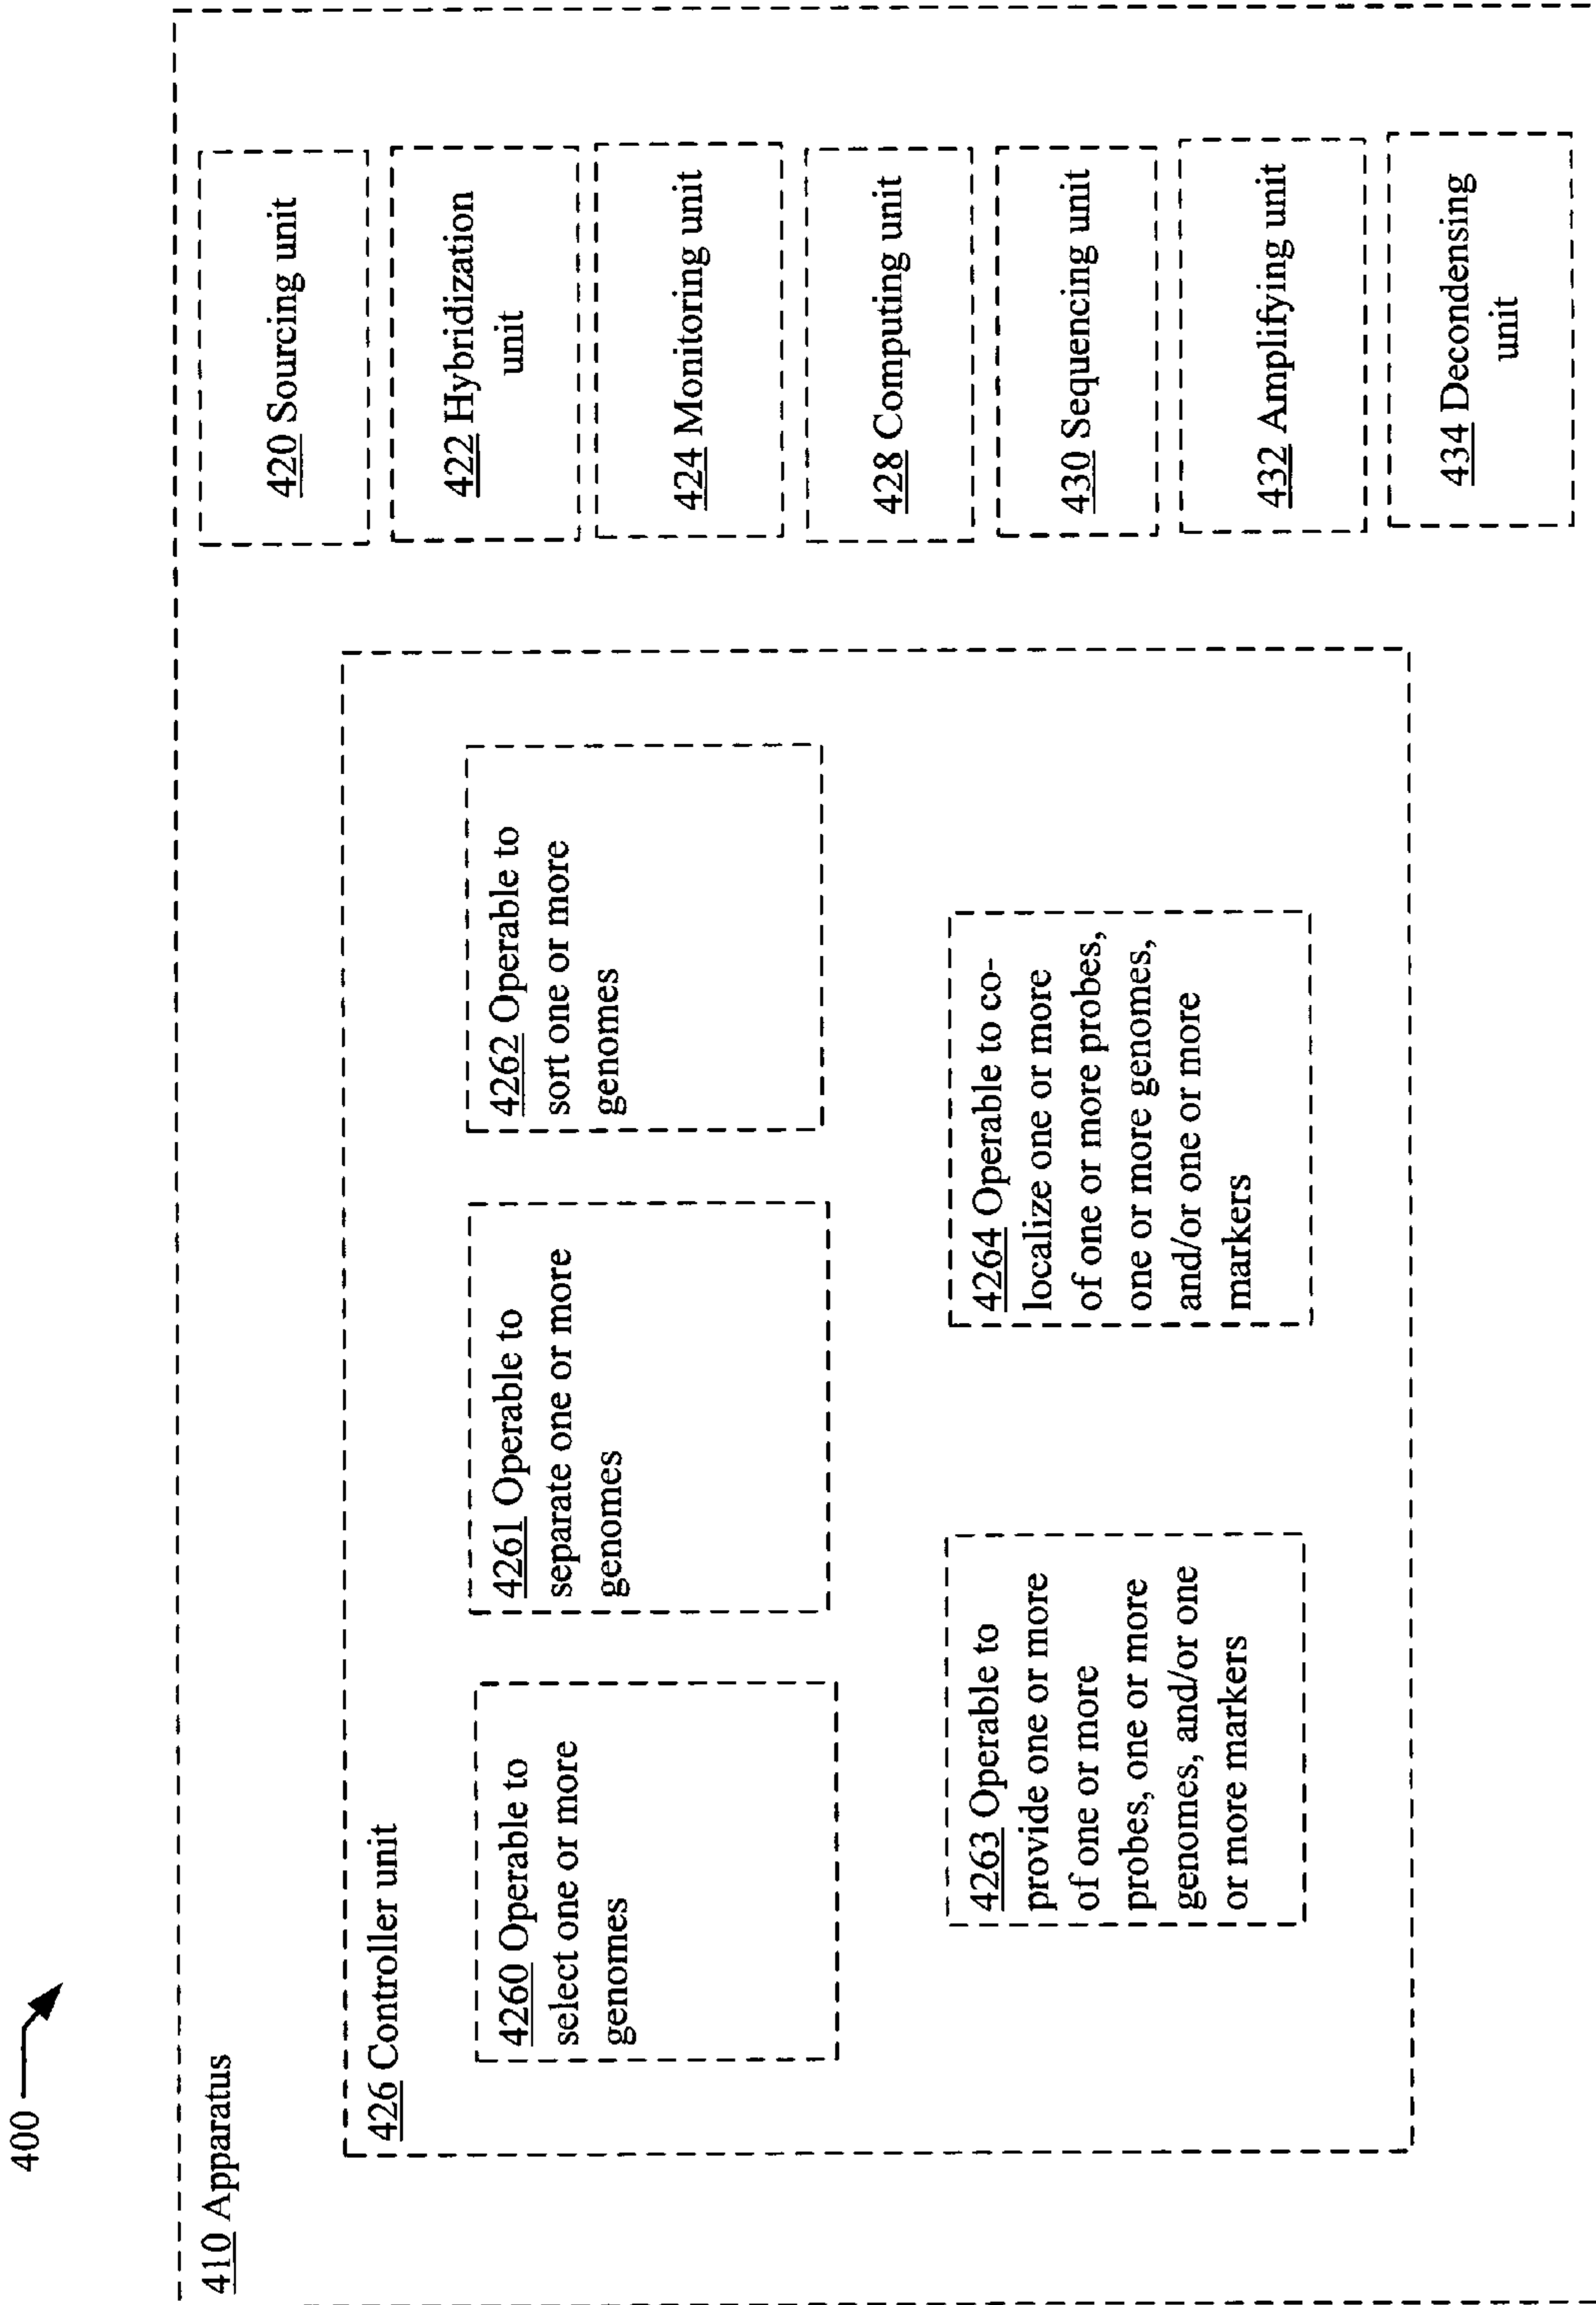 400
410 Apparatus
426 Controller unit
4260 Operable to
select one or more
genomes
4261 Operable to
separate one or more
genomes
4262 Operable to
sort one or more
genomes
4263 Operable to
provide one or more
of one or more
probes, one or more
genomes, and/or one
or more markers
4264 Operable to co-
localize one or more
of one or more probes,
one or more genomes,
and/or one or more
markers
420 Sourcing unit
422 Hybridization
unit
424 Monitoring unit
428 Computing unit
430 Sequencing unit
432 Amplifying unit
434 Decondensing
unit